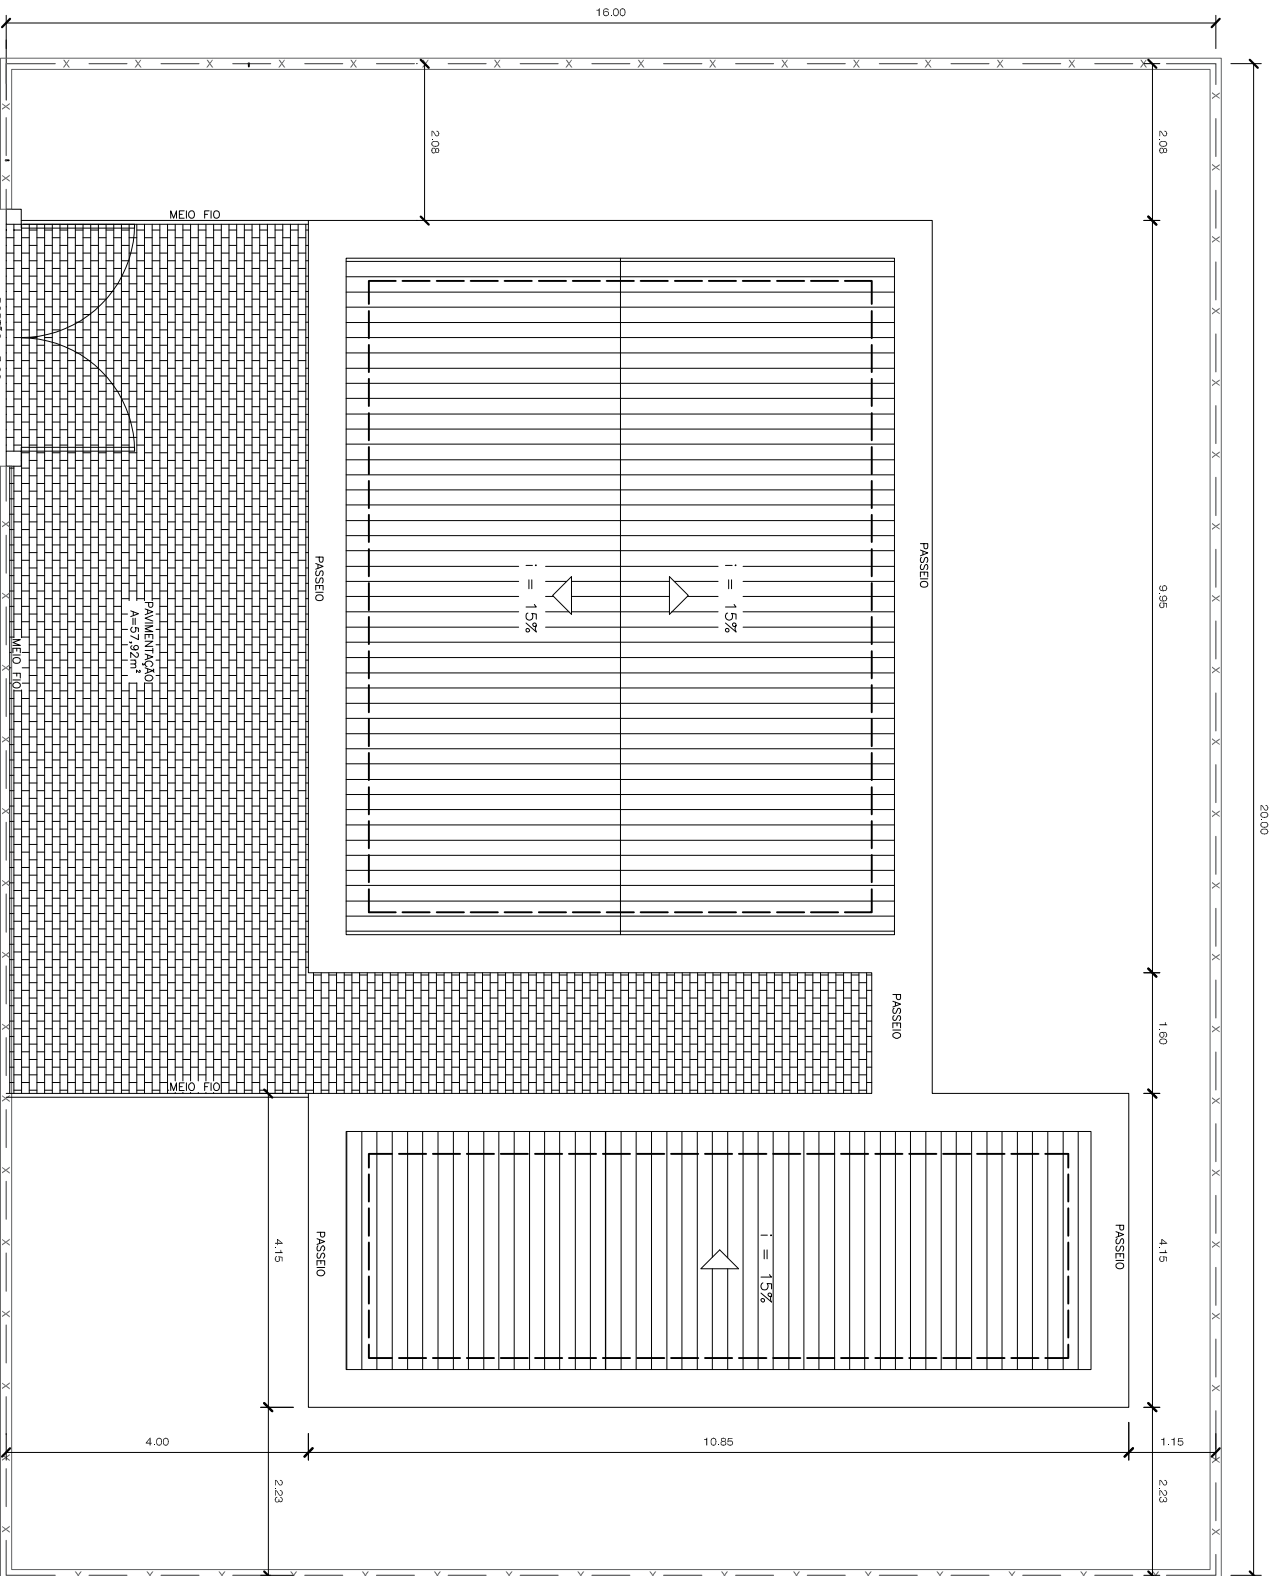 16.00
2.08
2.08
MEIO FIO
PASSEIO
PASSEIO
i = 15%
i = 15%
9.95
PAVIMENTAÇÃO
A=57,92m²
MEIO FIO
20.00
PASSEIO
1.60
MEIO FIO
4.15
PASSEIO
i = 15%
PASSEIO
4.15
4.00
10.85
1.15
2.23
2.23